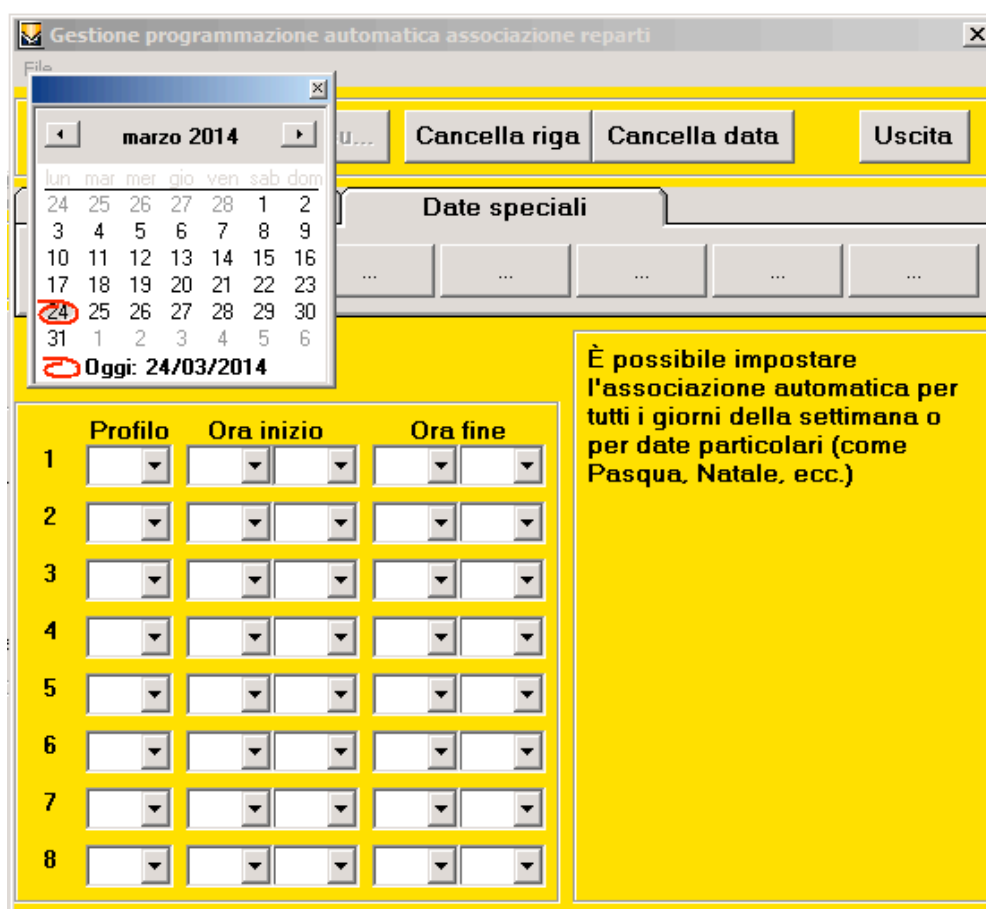 Gestione programmazione automatica associazione reparti
File
marzo 2014
u...
Cancella riga
Cancella data
Uscita
lun mar mer gio ven sab dom
24 25 26 27 28 1 2
3 4 5 6 7 8 9
10 11 12 13 14 15 16
17 18 19 20 21 22 23
24 25 26 27 28 29 30
31 1 2 3 4 5 6
Oggi: 24/03/2014
Date speciali
... ... ... ... ...
È possibile impostare
l'associazione automatica per
tutti i giorni della settimana o
per date particolari (come
Pasqua, Natale, ecc.)
Profilo Ora inizio Ora fine
1
2
3
4
5
6
7
8